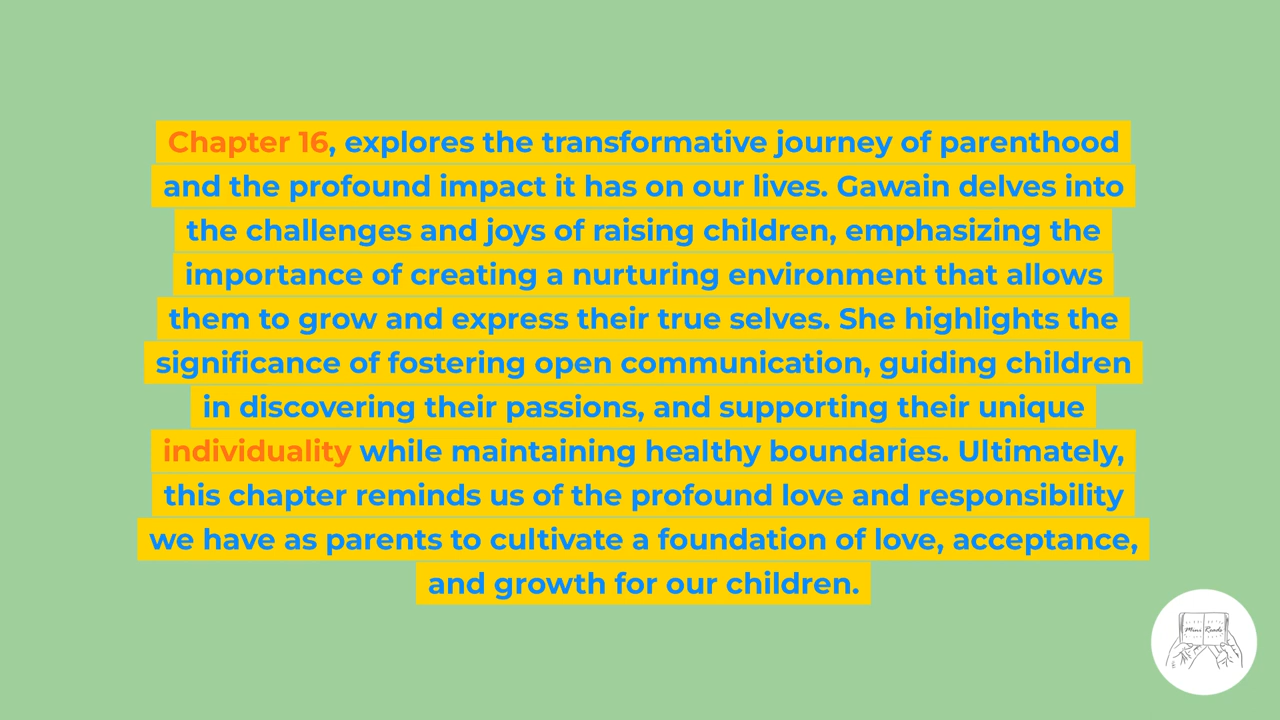 Chapter 16, explores the transformative journey of parenthood
and the profound impact it has on our lives. Gawain delves into
the challenges and joys of raising children, emphasizing the
importance of creating a nurturing environment that allows
them to grow and express their true selves. She highlights the
significance of fostering open communication, guiding children
in discovering their passions, and supporting their unique
individuality while maintaining healthy boundaries. Ultimately,
this chapter reminds us of the profound love and responsibility
we have as parents to cultivate a foundation of love, acceptance,
and growth for our children.
Mini Reads